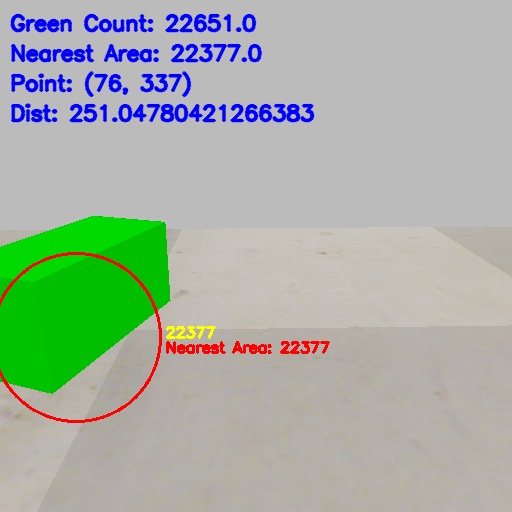 Green Count: 22651.0
Nearest Area: 22377.0
Point: (76, 337)
Dist: 251.04780421266383
22377
Nearest Area: 22377